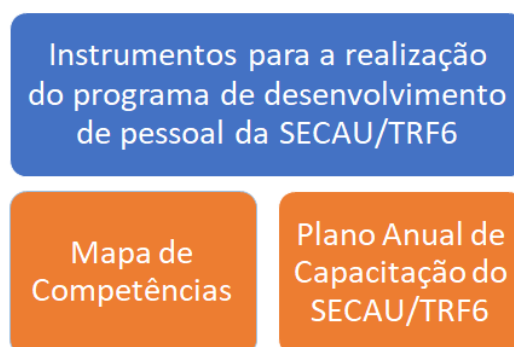 Instrumentos para a realização
do programa de desenvolvimento
de pessoal da SECAU/TRF6
Mapa de
Competências
Plano Anual de
Capacitação do
SECAU/TRF6